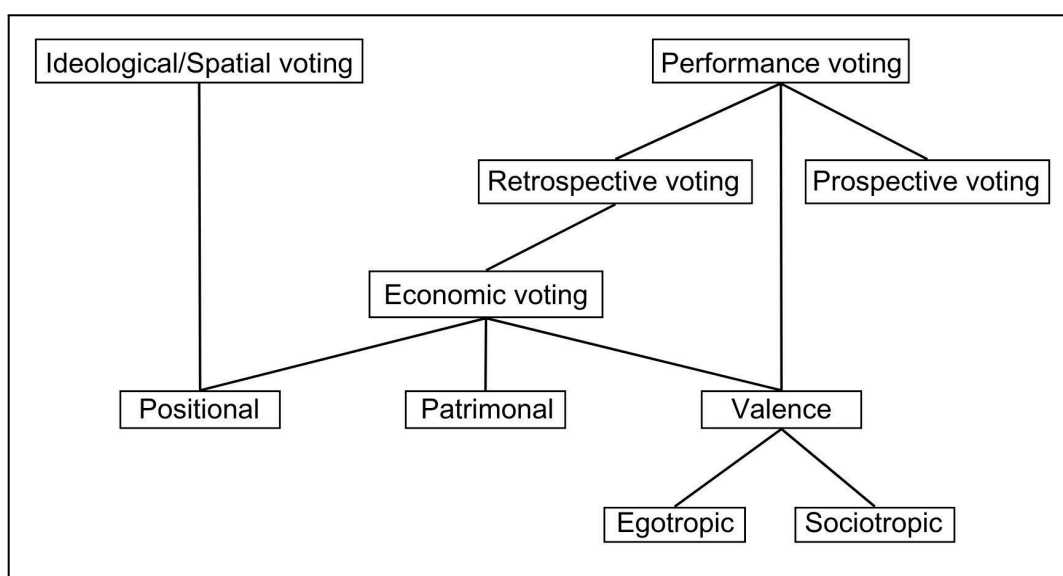 Ideological/Spatial voting
Performance voting
Retrospective voting
Prospective voting
Economic voting
Positional
Patrimonal
Valence
Egotropic
Sociotropic